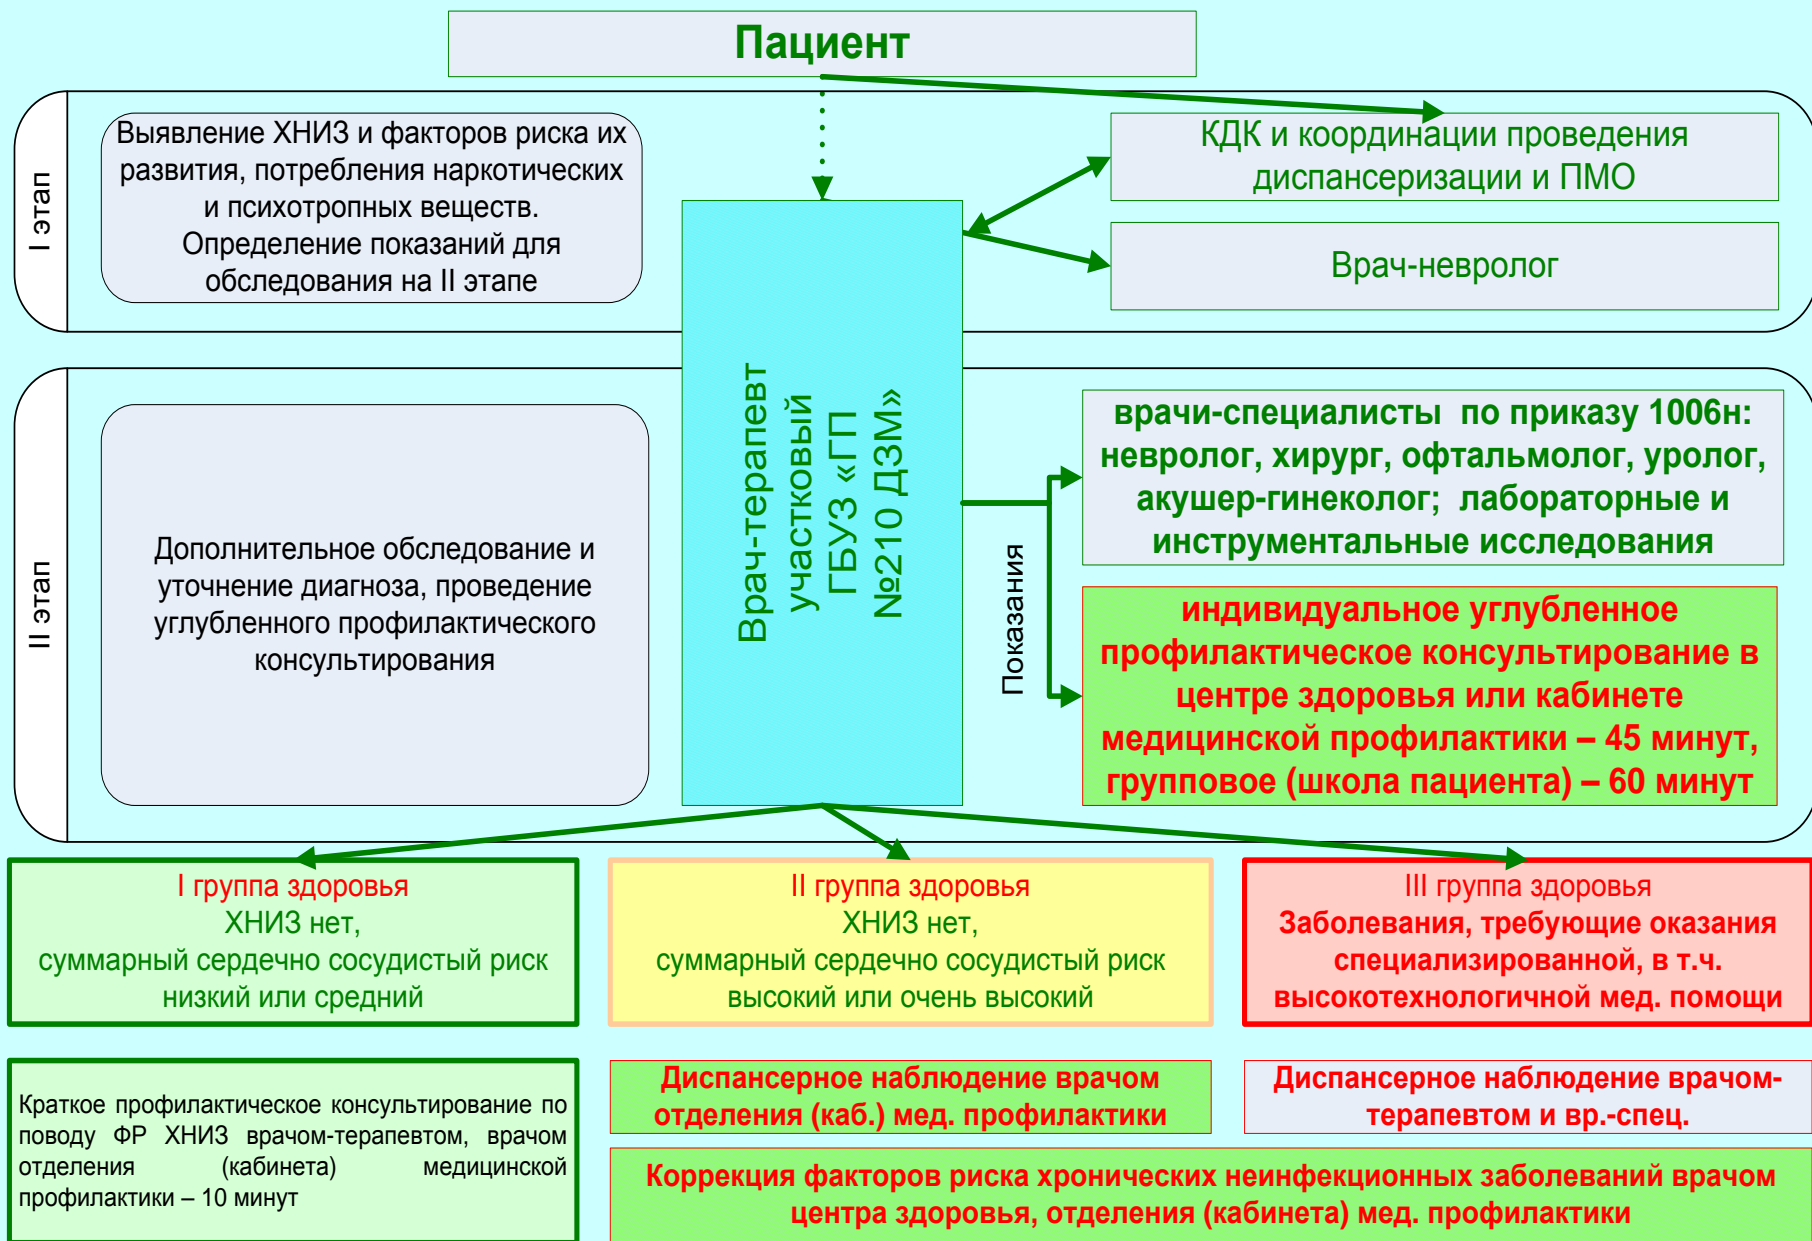 Пациент
I этап
Выявление ХНИЗ и факторов риска их
развития, потребления наркотических
и психотропных веществ.
Определение показаний для
обследования на II этапе
КДК и координации проведения
диспансеризации и ПМО
Врач-невролог
Врач-терапевт
участковый
ГБУЗ «ГП
№210 ДЗМ»
II этап
Дополнительное обследование и
уточнение диагноза, проведение
углубленного профилактического
консультирования
Показания
врачи-специалисты по приказу 1006н:
невролог, хирург, офтальмолог, уролог,
акушер-гинеколог; лабораторные и
инструментальные исследования
индивидуальное углубленное
профилактическое консультирование в
центре здоровья или кабинете
медицинской профилактики – 45 минут,
групповое (школа пациента) – 60 минут
I группа здоровья
ХНИЗ нет,
суммарный сердечно сосудистый риск
низкий или средний
II группа здоровья
ХНИЗ нет,
суммарный сердечно сосудистый риск
высокий или очень высокий
III группа здоровья
Заболевания, требующие оказания
специализированной, в т.ч.
высокотехнологичной мед. помощи
Краткое профилактическое консультирование по
поводу ФР ХНИЗ врачом-терапевтом, врачом
отделения (кабинета) медицинской
профилактики – 10 минут
Диспансерное наблюдение врачом
отделения (каб.) мед. профилактики
Диспансерное наблюдение врачом-
терапевтом и вр.-спец.
Коррекция факторов риска хронических неинфекционных заболеваний врачом
центра здоровья, отделения (кабинета) мед. профилактики